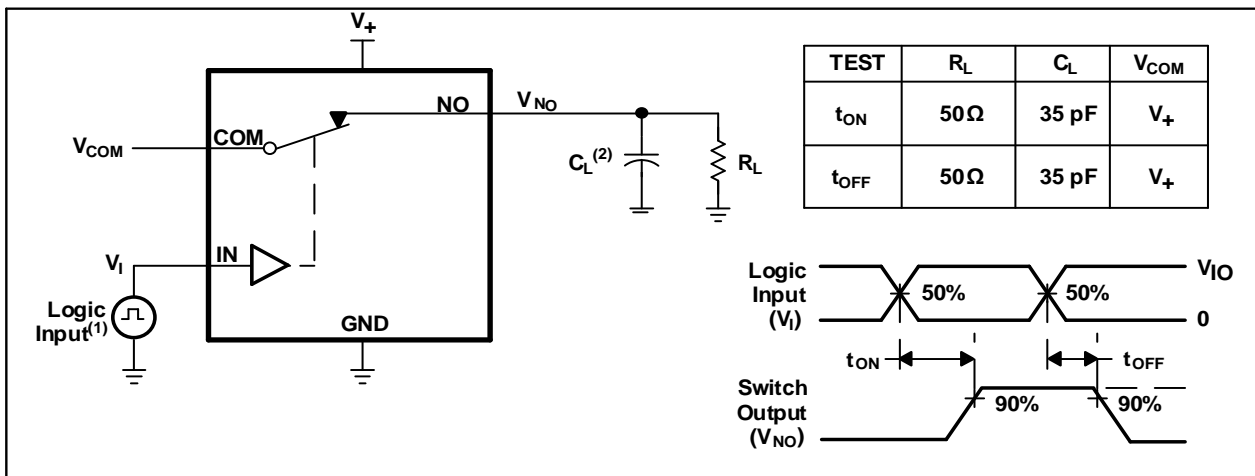 V+
NO
VNO
COM
VCOM
CL(2)
RL
VI
IN
Logic
Input(1)
GND
TEST RL CL VCOM
tON 50Ω 35 pF V+
tOFF 50Ω 35 pF V+
Logic
Input
(VI)
50%
50%
VIO
0
tON
tOFF
Switch
Output
(VNO)
90%
90%